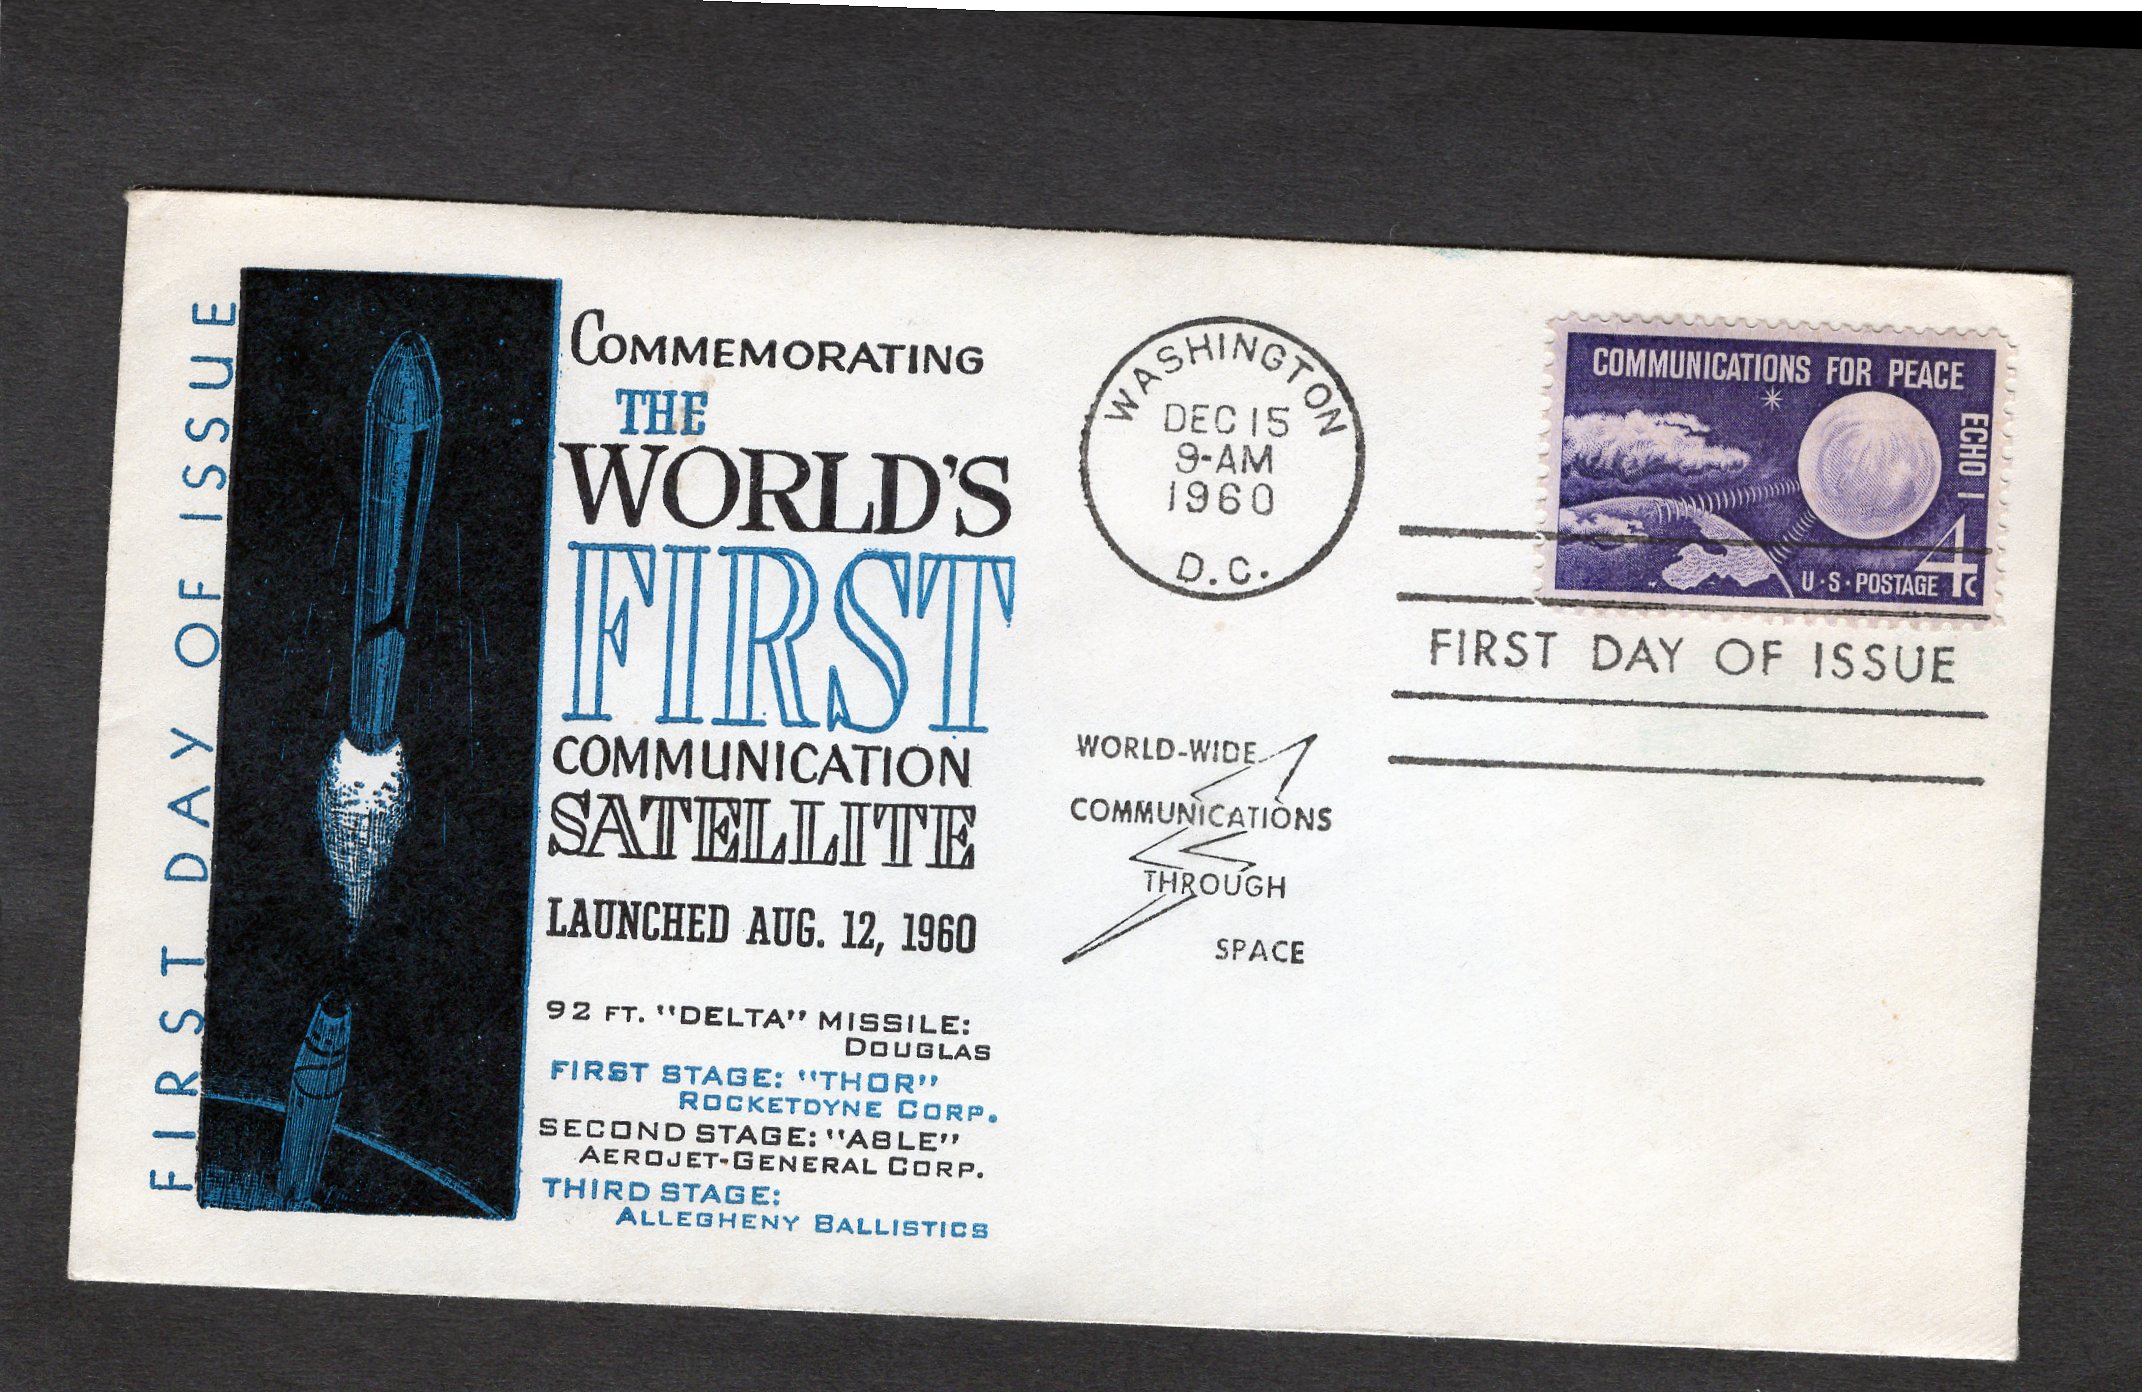 FIRST DAY OF ISSUE
COMMEMORATING
THE
WORLD'S
FIRST
COMMUNICATION
SATELLITE
LAUNCHED AUG. 12, 1960
92 FT. "DELTA" MISSILE:
DOUGLAS
FIRST STAGE: "THOR"
ROCKETDYNE CORP.
SECOND STAGE: "ABLE"
AEROJET-GENERAL CORP.
THIRD STAGE:
ALLEGHENY BALLISTICS
WASHINGTON
DEC 15
9-AM
1960
D.C.
WORLD-WIDE
COMMUNICATIONS
THROUGH
SPACE
COMMUNICATIONS FOR PEACE
ECHO I
4c
U·S·POSTAGE
FIRST DAY OF ISSUE